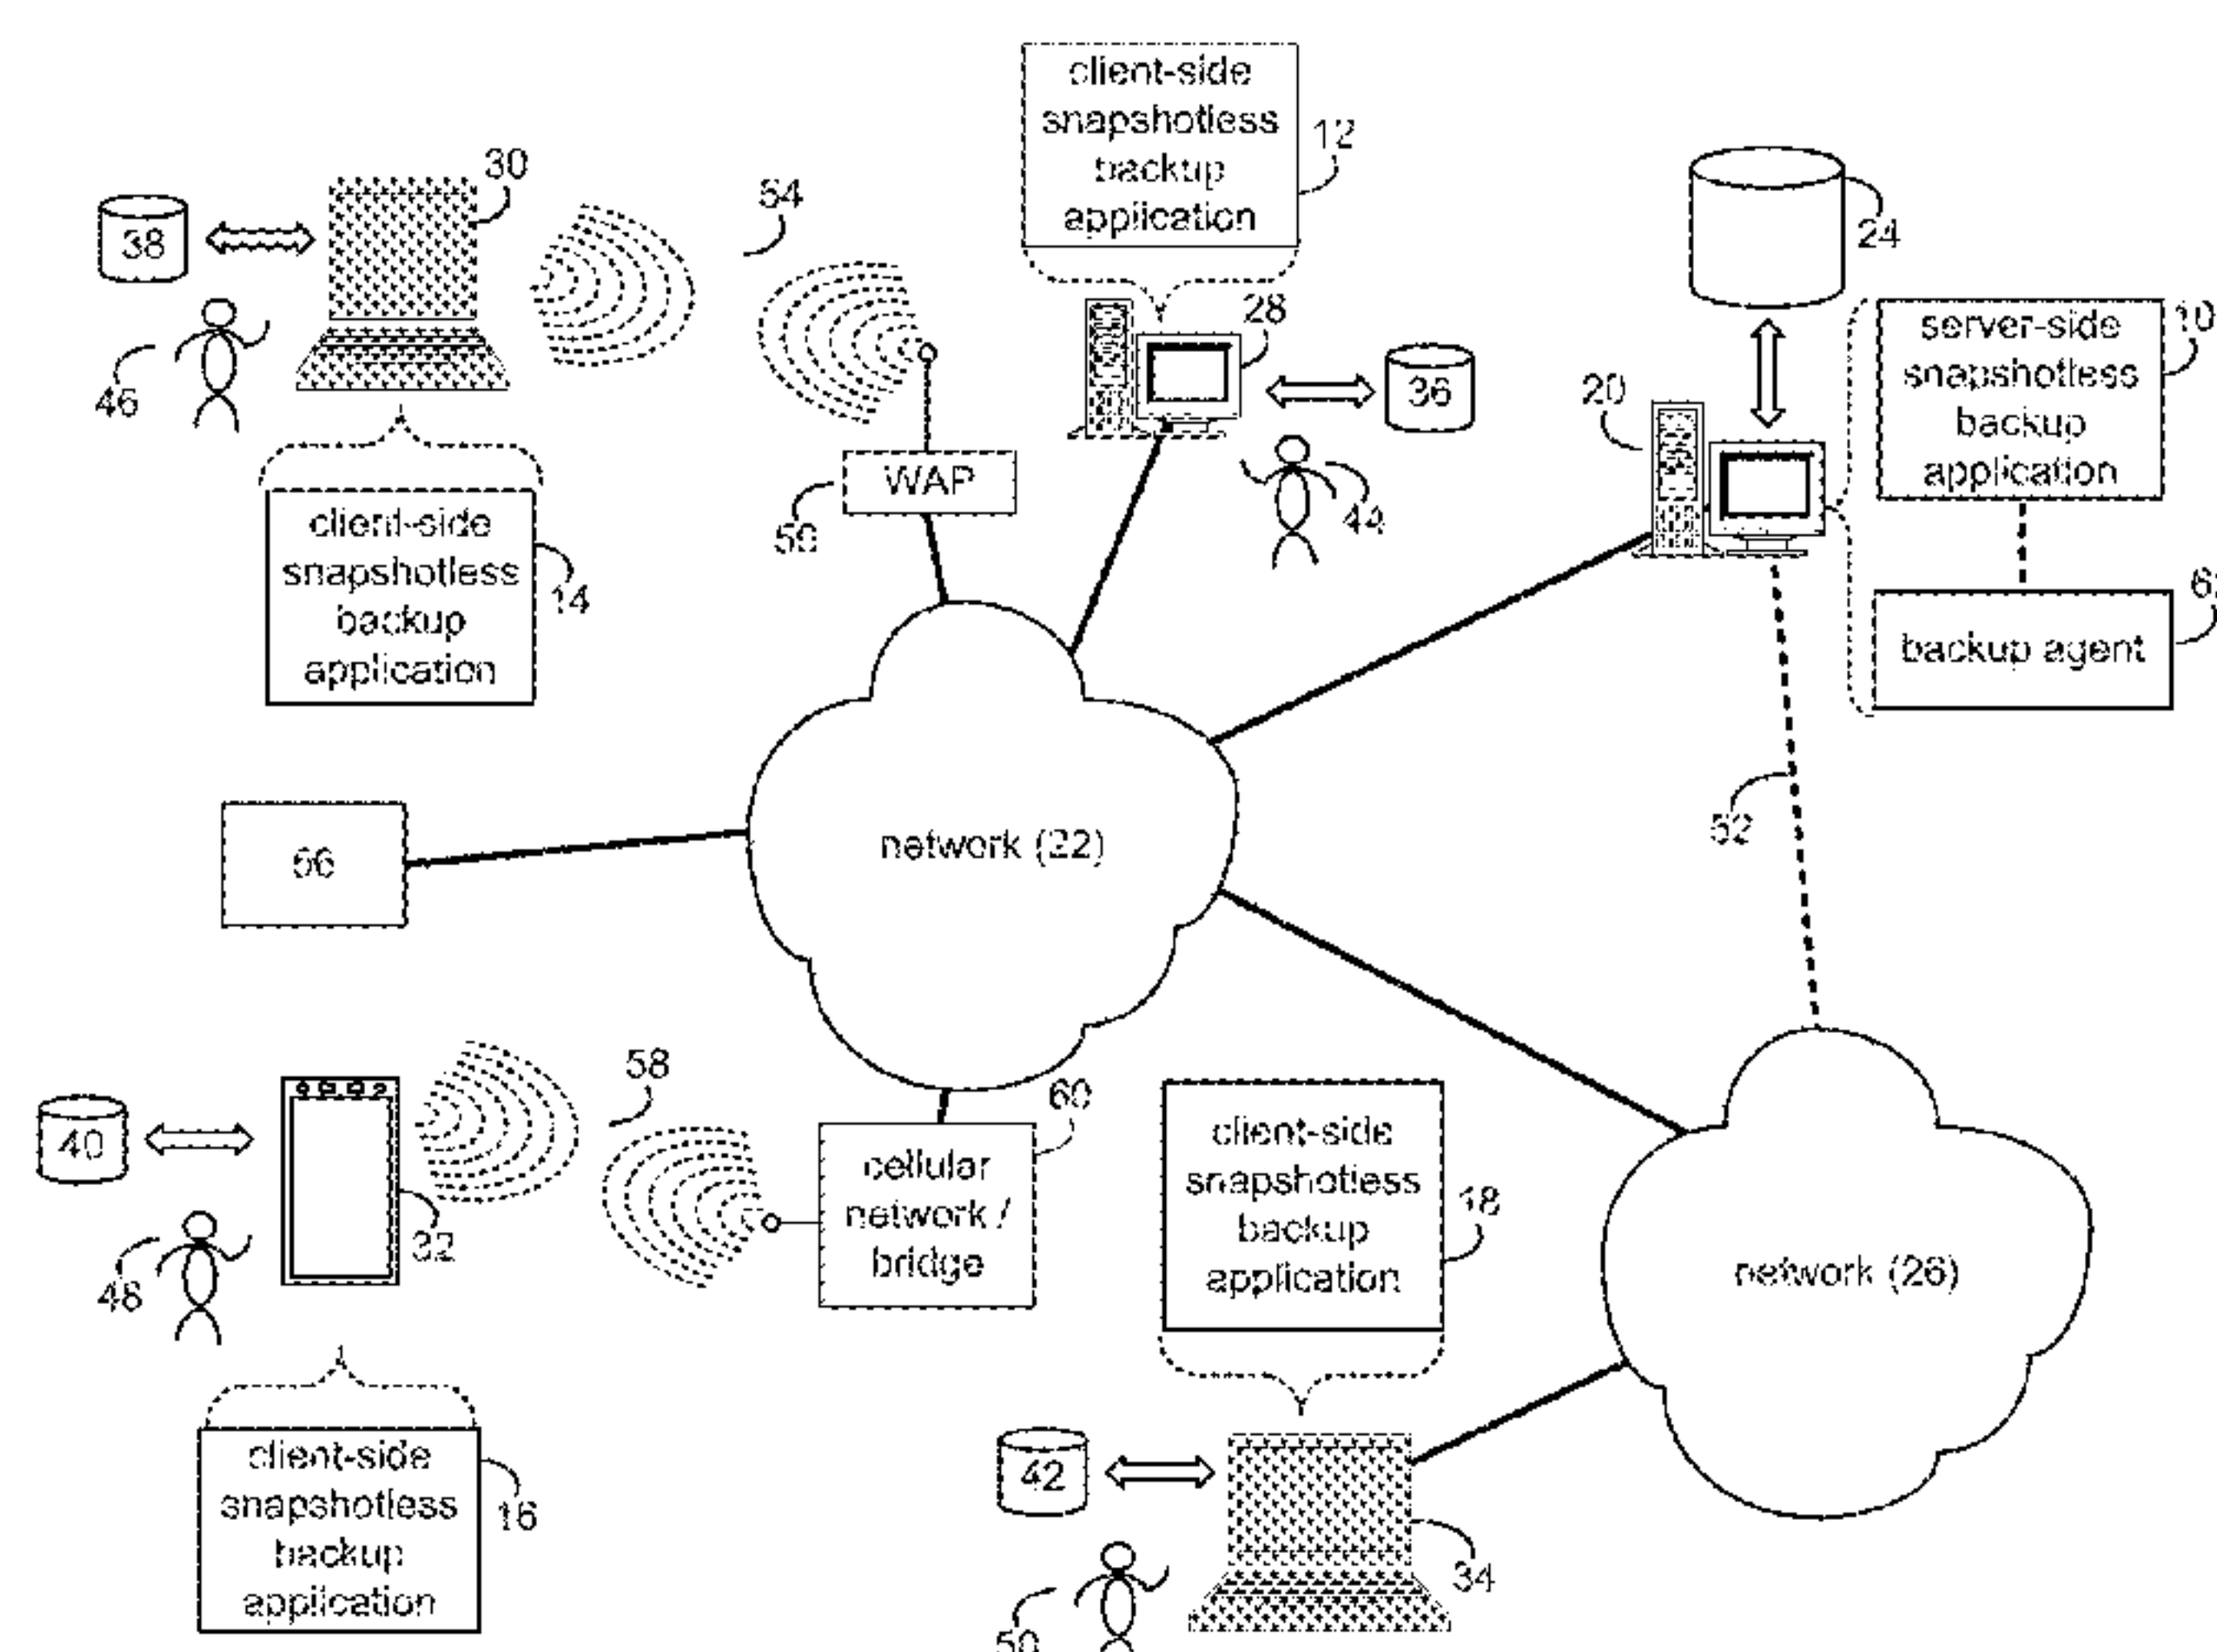 client-side
snapshotless
backup
application
12
30
54
38
24
28
36
server-side
snapshotless
backup
application
10
20
46
WAP
44
client-side
snapshotless
backup
application
14
backup agent
network (22)
52
58
60
40
cellular
network /
bridge
32
48
client-side
snapshotless
backup
application
18
network (26)
client-side
snapshotless
backup
application
16
42
34
50